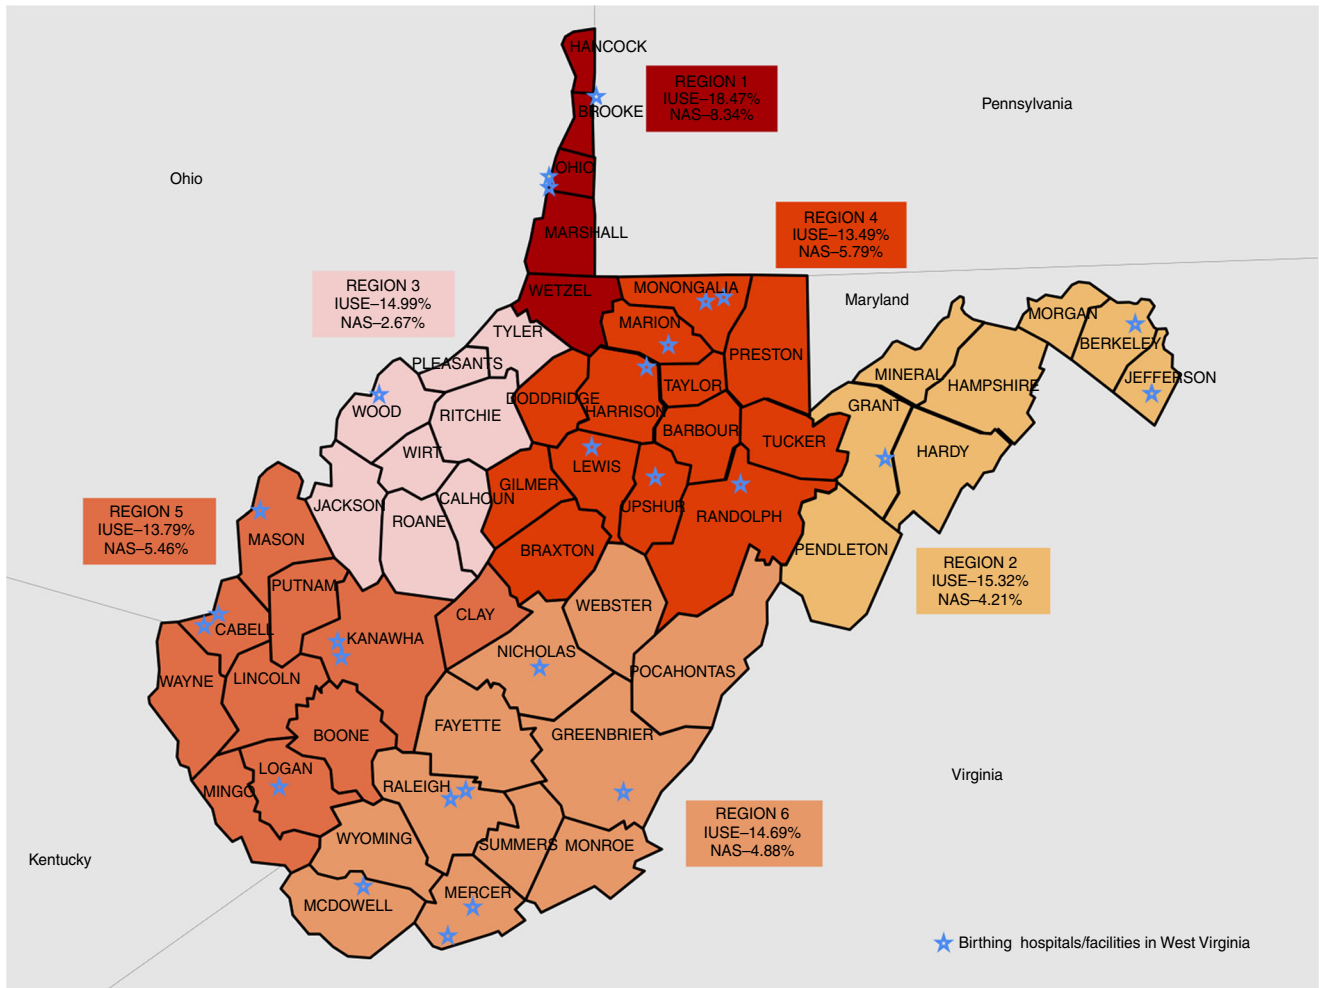 HANCOCK
REGION 1
IUSE–18.47%
NAS–8.34%
Pennsylvania
BROOKE
OHIO
Ohio
REGION 4
IUSE–13.49%
NAS–5.79%
MARSHALL
REGION 3
IUSE–14.99%
NAS–2.67%
WETZEL
MONONGALIA
Maryland
MORGAN
MARION
TYLER
BERKELEY
PRESTON
PLEASANTS
MINERAL
JEFFERSON
TAYLOR
HAMPSHIRE
DODDRIDGE
GRANT
WOOD
RITCHIE
HARRISON
BARBOUR
TUCKER
WIRT
HARDY
LEWIS
GILMER
CALHOUN
JACKSON
UPSHUR
REGION 5
IUSE–13.79%
NAS–5.46%
RANDOLPH
ROANE
MASON
BRAXTON
PENDLETON
REGION 2
IUSE–15.32%
NAS–4.21%
PUTNAM
WEBSTER
CLAY
CABELL
KANAWHA
NICHOLAS
POCAHONTAS
LINCOLN
WAYNE
FAYETTE
BOONE
GREENBRIER
LOGAN
Virginia
RALEIGH
MINGO
REGION 6
IUSE–14.69%
NAS–4.88%
WYOMING
SUMMERS
MONROE
Kentucky
MERCER
MCDOWELL
Birthing hospitals/facilities in West Virginia